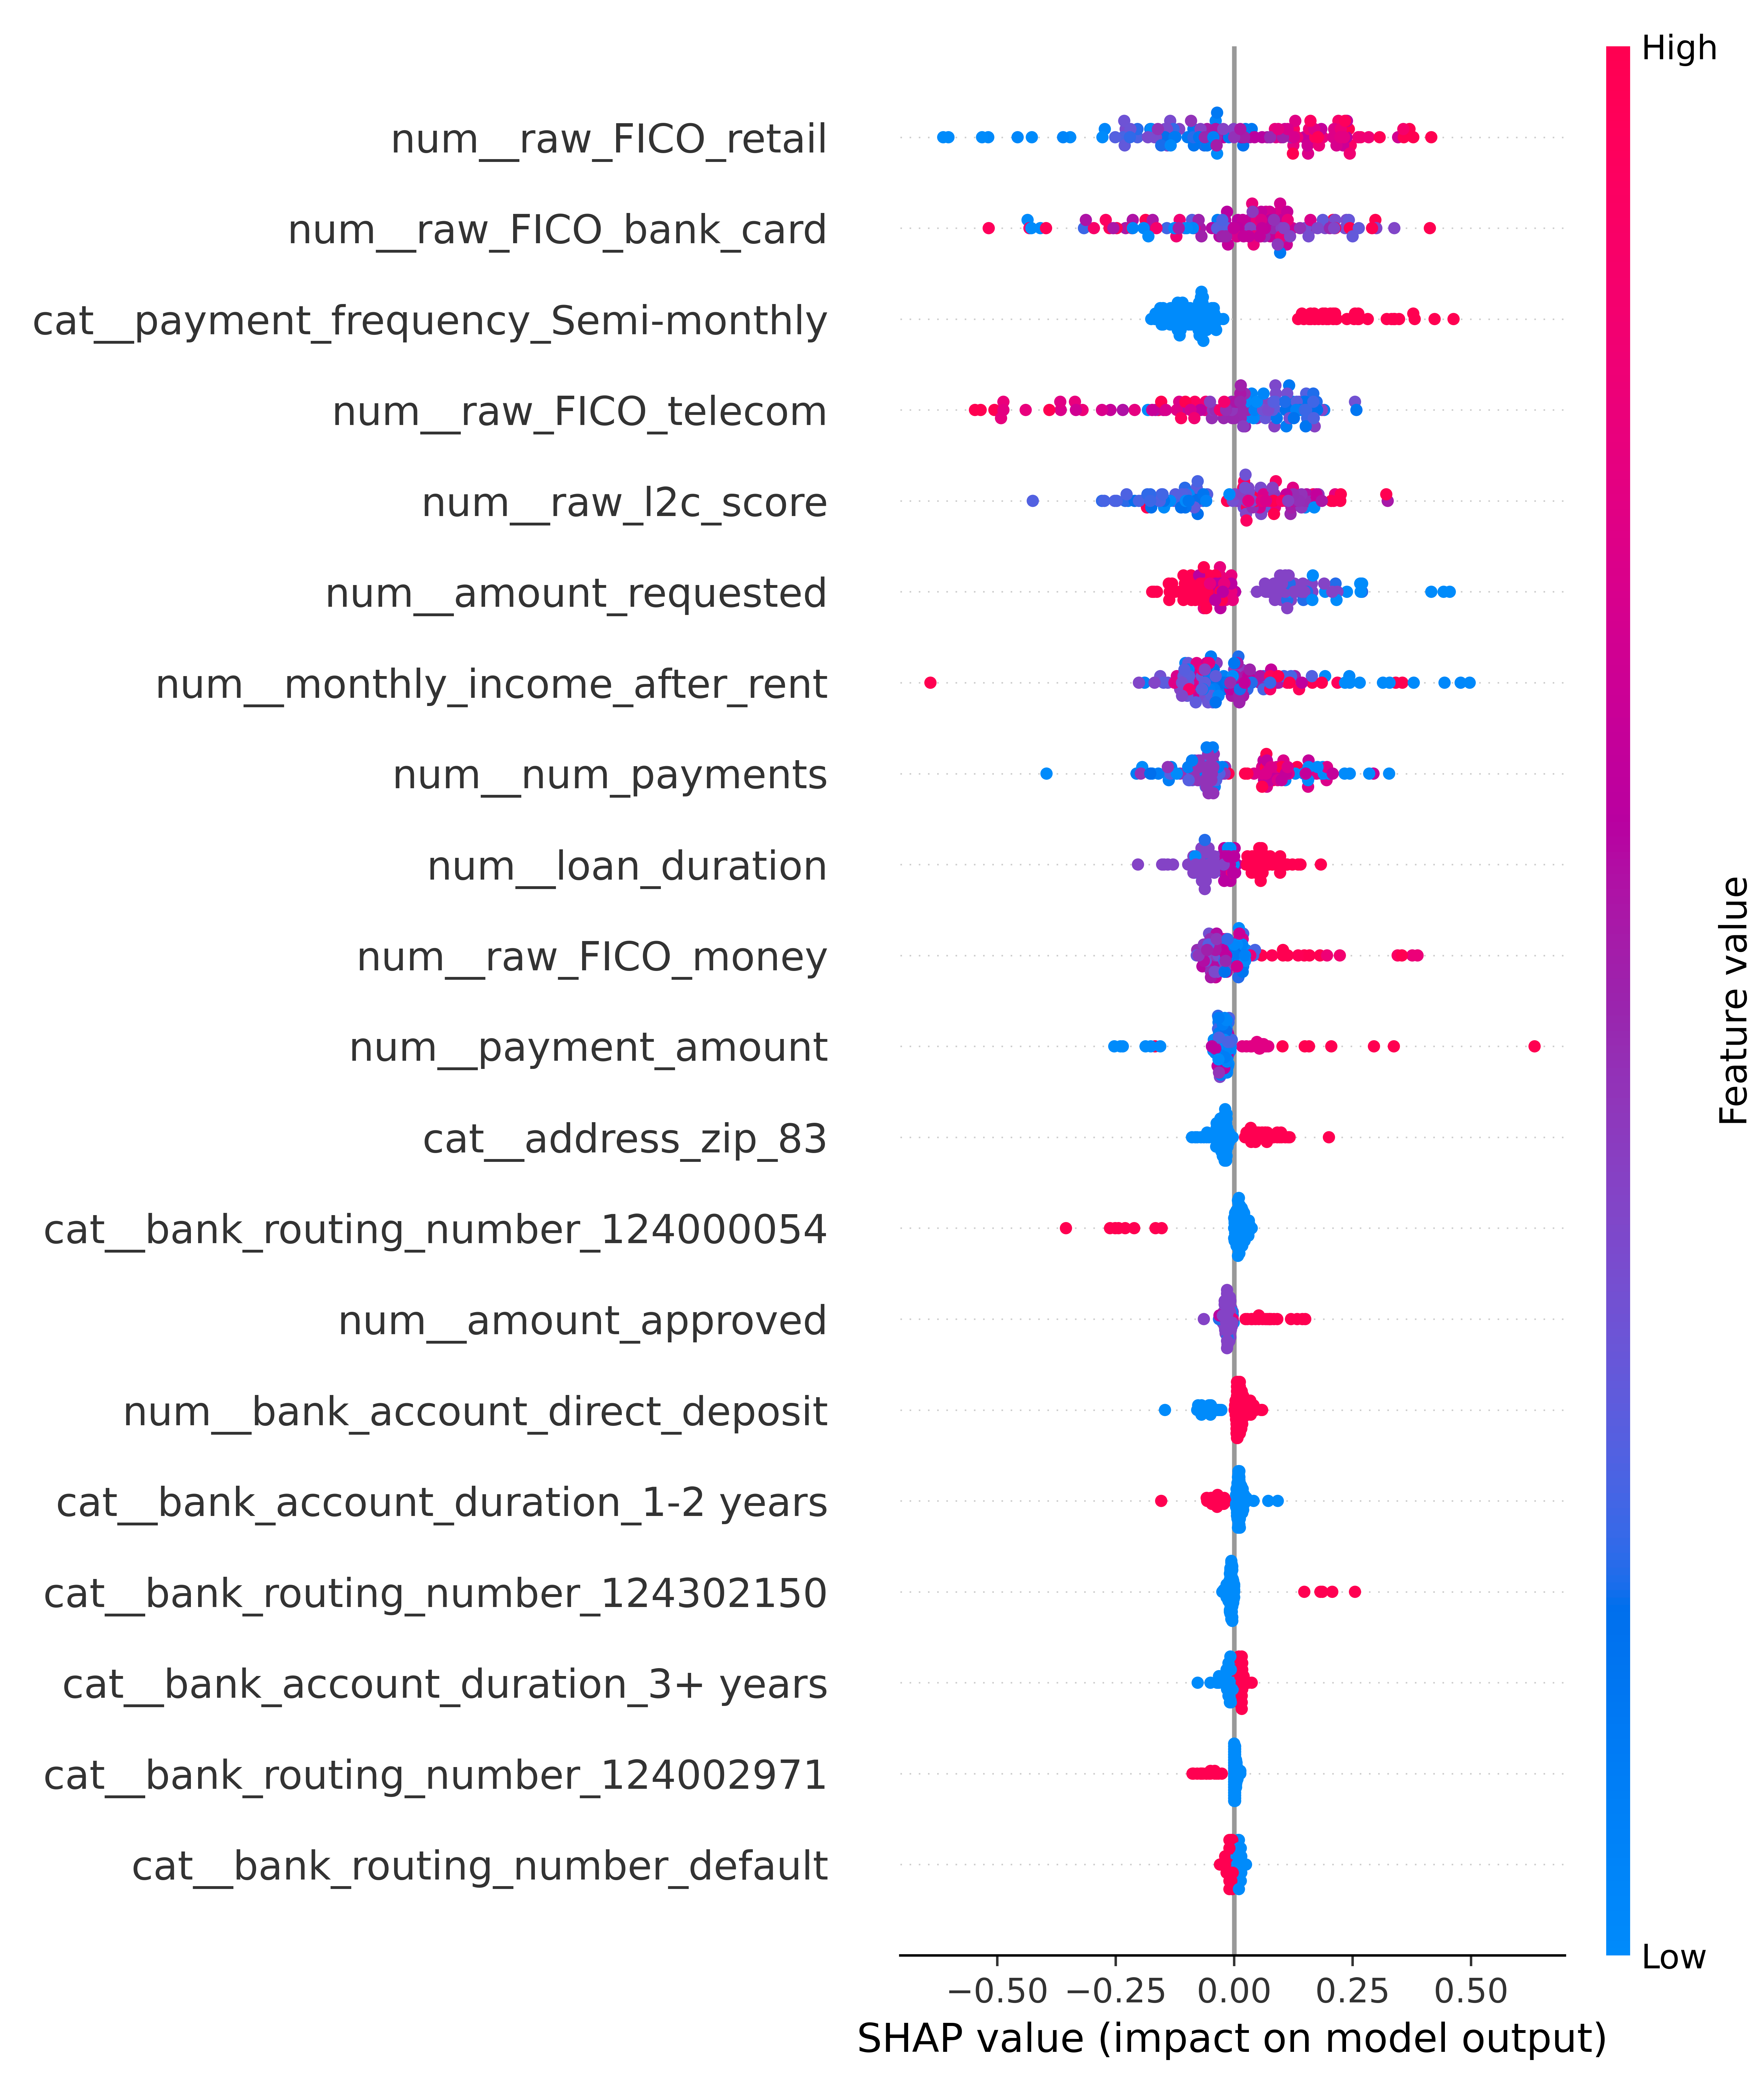 High
num__raw_FICO_retail
num__raw_FICO_bank_card
cat__payment_frequency_Semi-monthly
num__raw_FICO_telecom
num__raw_l2c_score
num__amount_requested
num__monthly_income_after_rent
num__num_payments
num__loan_duration
num__raw_FICO_money
num__payment_amount
cat__address_zip_83
cat__bank_routing_number_124000054
num__amount_approved
num__bank_account_direct_deposit
cat__bank_account_duration_1-2 years
cat__bank_routing_number_124302150
cat__bank_account_duration_3+ years
cat__bank_routing_number_124002971
cat__bank_routing_number_default
Feature value
Low
−0.50 −0.25 0.00 0.25 0.50
SHAP value (impact on model output)